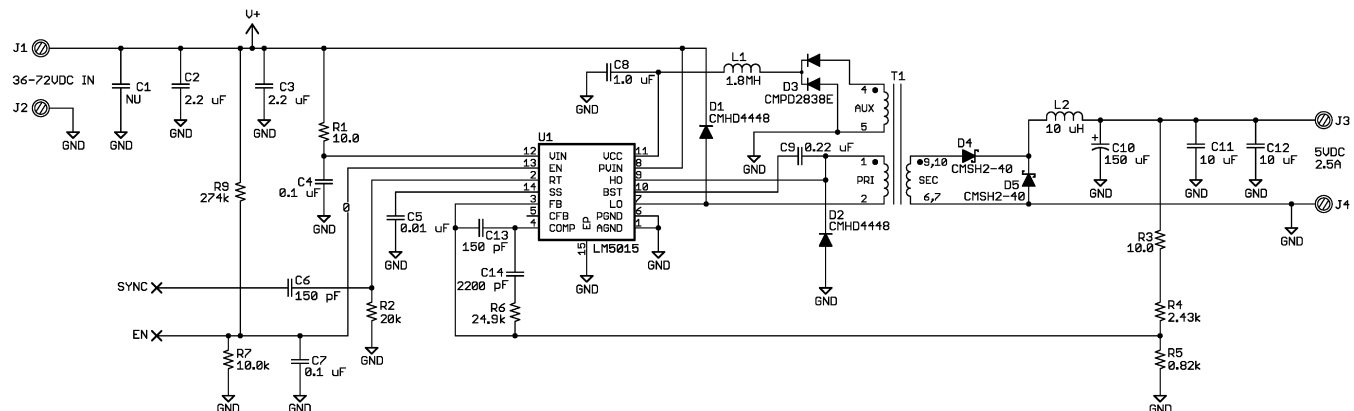 V+
J1
36-72VDC IN
J2
GND
C1
NU
C2
2.2 uF
GND
C3
2.2 uF
GND
GND
R1
10.0
C4
0.1 uF
GND
R9
274k
0
C8
1.0 uF
GND
L1
1.8MH
D3
CMPD2838E
GND
T1
4
AUX
5
1
PRI
2
9,10
SEC
6,7
D1
CMHD4448
C9 0.22 uF
D2
CMHD4448
GND
U1
12 VIN
13 EN
2 RT
14 SS
3 FB
5 CFB
4 COMP
VCC 11
PVIN 8
HO 9
BST 10
LO 7
PGND 6
AGND 1
EP
15
LM5015
GND
GND
C5
0.01 uF
GND
C13
150 pF
C14
2200 pF
R6
24.9k
SYNC
C6
150 pF
R2
20k
GND
EN
R7
10.0k
GND
C7
0.1 uF
GND
D4
CMSH2-40
D5
CMSH2-40
L2
10 uH
+
C10
150 uF
GND
C11
10 uF
GND
C12
10 uF
GND
J3
5VDC
2.5A
J4
GND
R3
10.0
R4
2.43k
R5
0.82k
GND